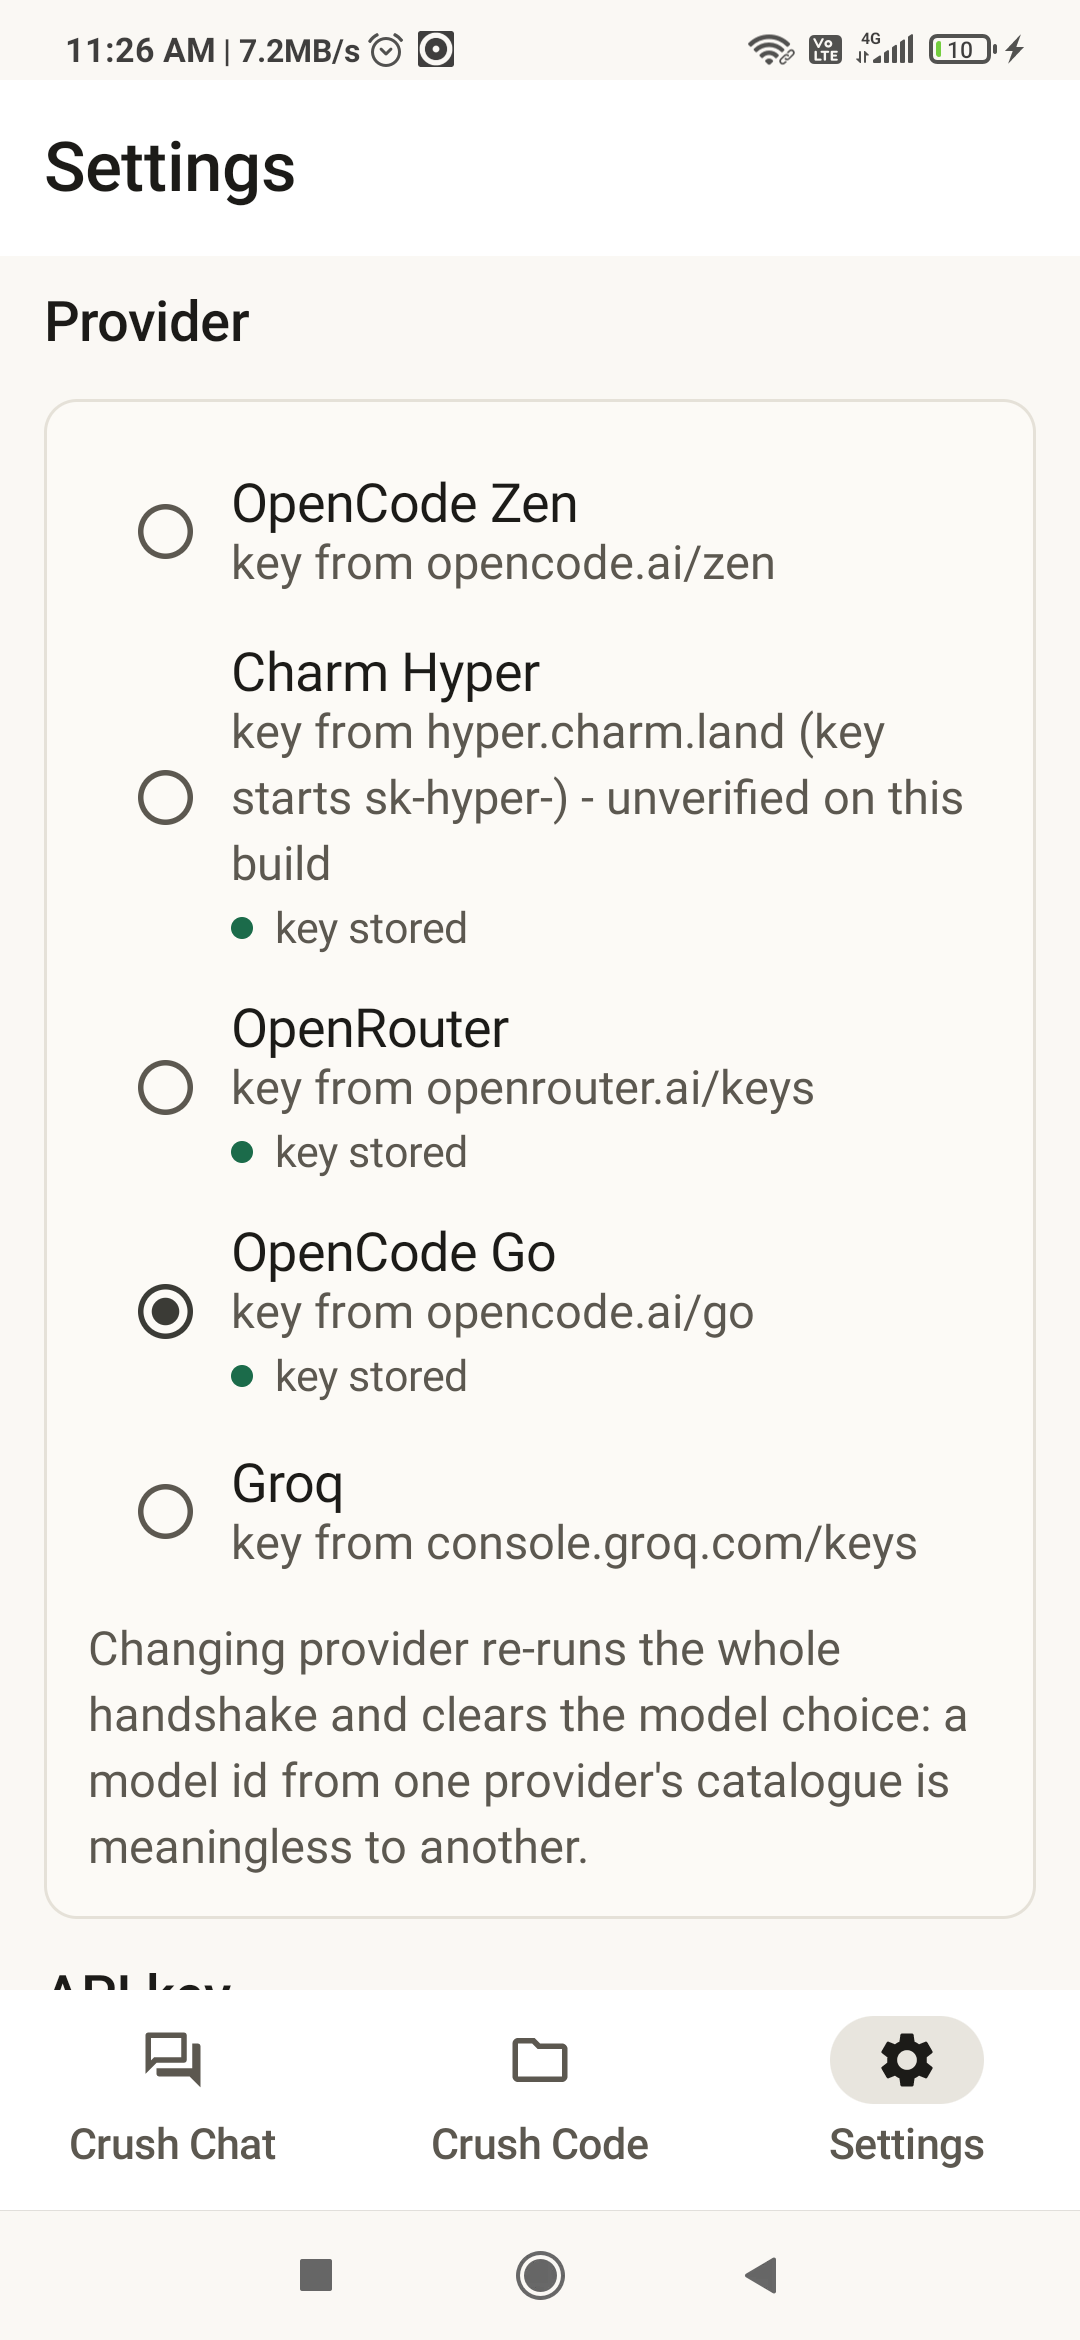 11:26 AM | 7.2MB/s
Vo LTE
4G
10
Settings
Provider
OpenCode Zen
key from opencode.ai/zen
Charm Hyper
key from hyper.charm.land (key
starts sk-hyper-) - unverified on this
build
key stored
OpenRouter
key from openrouter.ai/keys
key stored
OpenCode Go
key from opencode.ai/go
key stored
Groq
key from console.groq.com/keys
Changing provider re-runs the whole
handshake and clears the model choice: a
model id from one provider's catalogue is
meaningless to another.
API key
Crush Chat
Crush Code
Settings